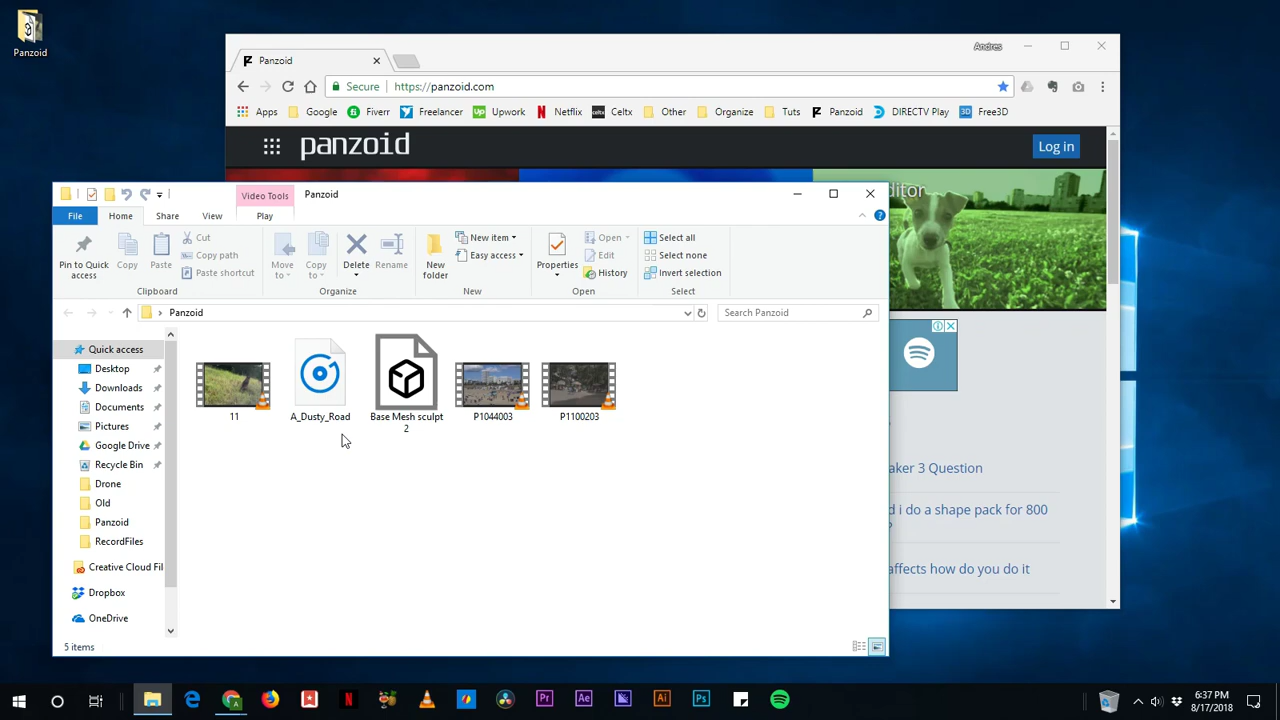 Panzoid
Andres
Panzoid
Secure
https://panzoid.com
Apps
Google
Fiverr
Freelancer
Upwork
Netflix
celtx
Celtx
Other
Organize
Tuts
Panzoid
DIRECTV Play
3D
Free3D
panzoid
Log in
ditor
Video Tools
Panzoid
File
Home
Share
View
Play
Pin to Quick
access
Copy
Paste
Cut
Copy path
Paste shortcut
Clipboard
Move
to
Copy
to
Delete
Rename
Organize
New
folder
New item
Easy access
New
Properties
Open
Edit
History
Open
Select all
Select none
Invert selection
Select
Panzoid
Search Panzoid
Quick access
Desktop
Downloads
Documents
Pictures
Google Drive
Recycle Bin
Drone
Old
Panzoid
RecordFiles
Creative Cloud Fil
Dropbox
OneDrive
11
A_Dusty_Road
Base Mesh sculpt
2
P1044003
P1100203
5 items
aker 3 Question
d i do a shape pack for 800
?
affects how do you do it
6:37 PM
8/17/2018